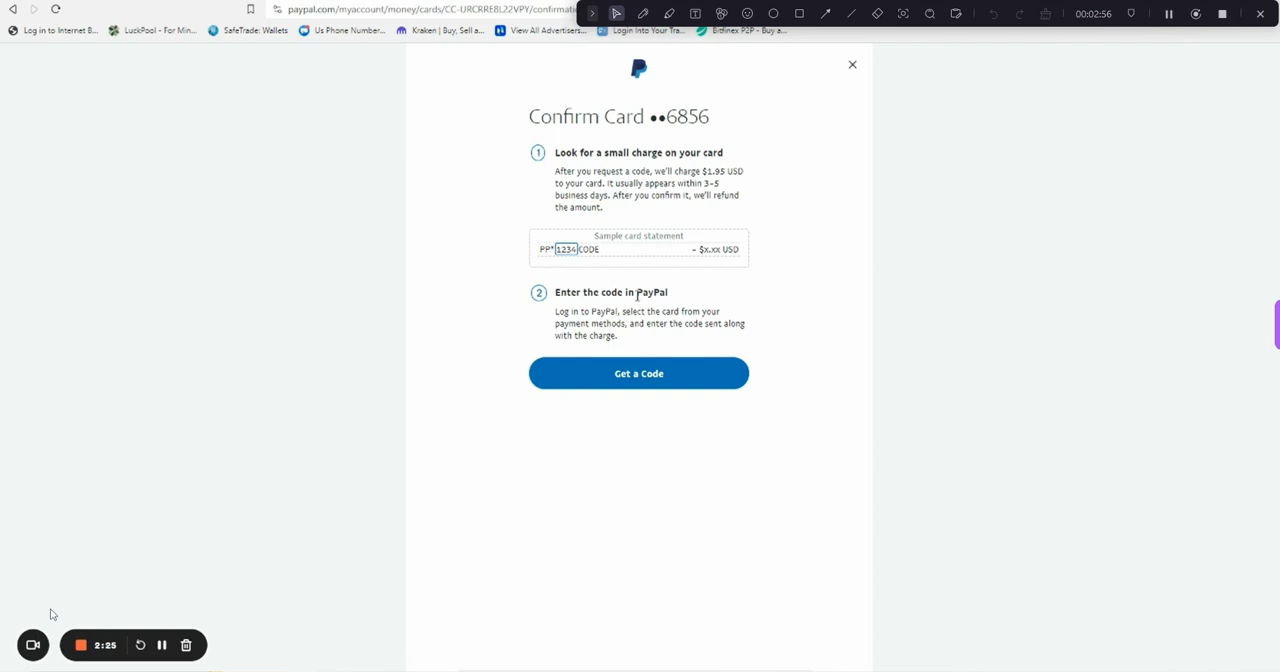 paypal.com/myaccount/money/cards/CC-URCRRE8L22VPY/confirmati
00:02:56
Log in to Internet B...
LuckPool - For Min...
SafeTrade: Wallets
Us Phone Number...
Kraken | Buy, Sell a...
View All Advertisers...
Login Into Your Tra...
Bitfinex P2P - Buy a...
Confirm Card ••6856
1 Look for a small charge on your card
After you request a code, we'll charge $1.95 USD
to your card. It usually appears within 3-5
business days. After you confirm it, we'll refund
the amount.
Sample card statement
PP*1234CODE - $x.xx USD
2 Enter the code in PayPal
Log in to PayPal, select the card from your
payment methods, and enter the code sent along
with the charge.
Get a Code
2:25